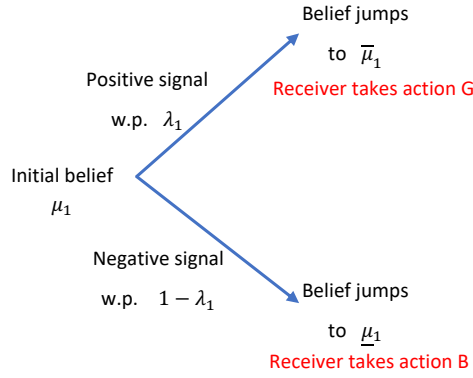 Belief jumps
to μ̅₁
Receiver takes action G
Positive signal
w.p. λ₁
Initial belief
μ₁
Negative signal
w.p. 1 − λ₁
Belief jumps
to μ̲₁
Receiver takes action B